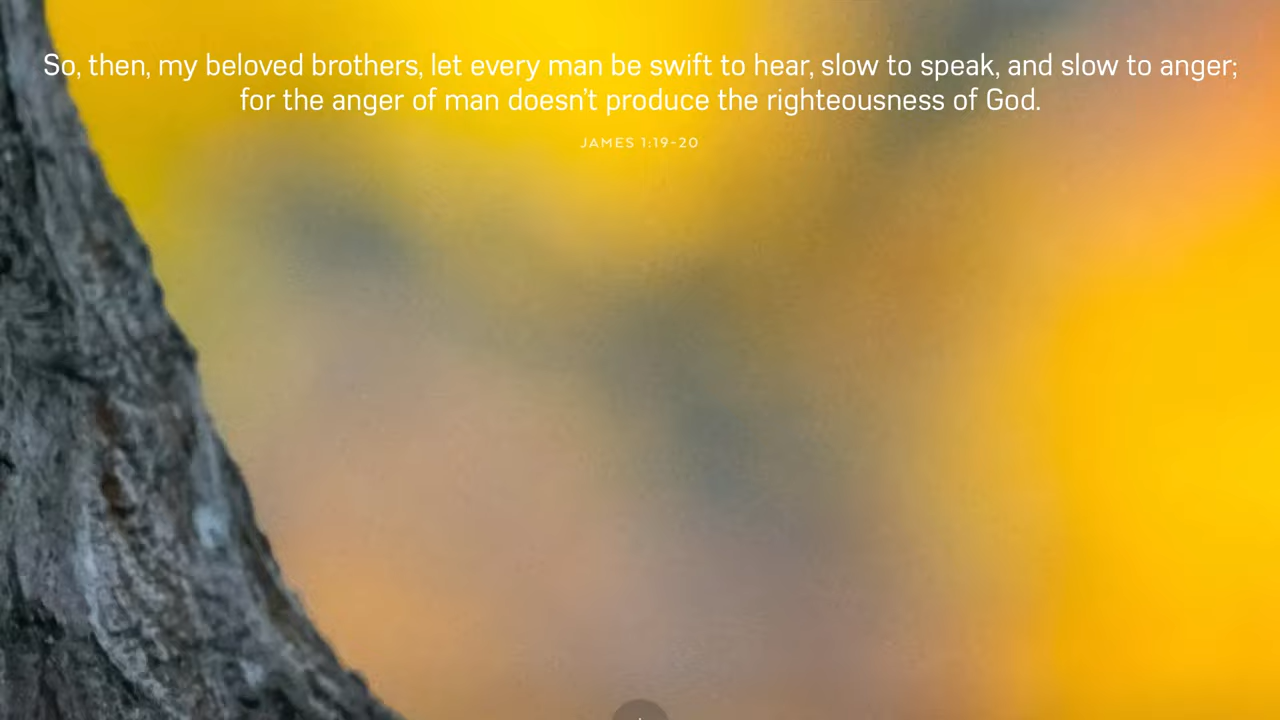 So, then, my beloved brothers, let every man be swift to hear, slow to speak, and slow to anger;
for the anger of man doesn't produce the righteousness of God.
JAMES 1:19-20